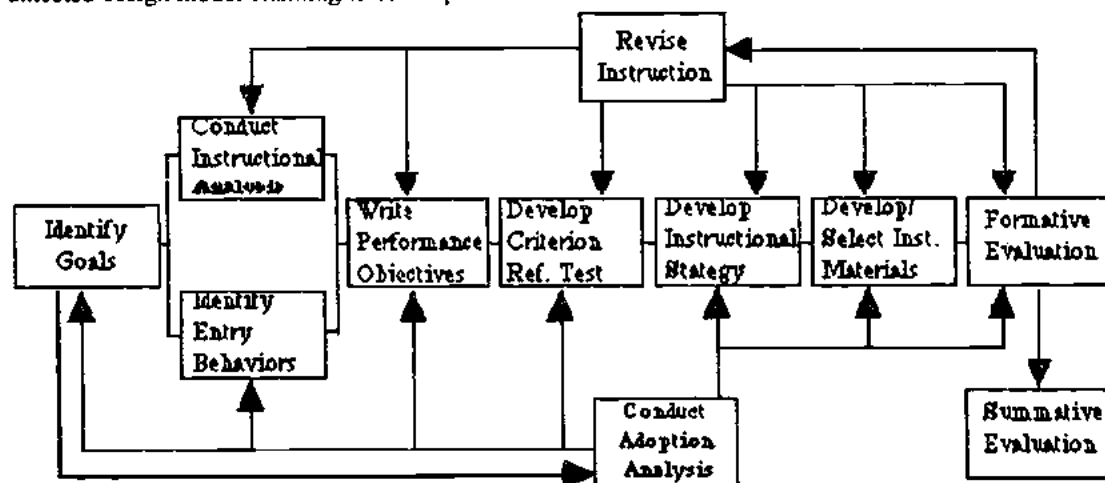 Revise
Instruction
Conduct
Instructional
Analysis
Identify
Goals
Write
Performance
Objectives
Develop
Criterion
Ref. Test
Develop
Instructional
Stategy
Develop/
Select Inst.
Materials
Formative
Evaluation
Identify
Entry
Behaviors
Conduct
Adoption
Analysis
Summative
Evaluation